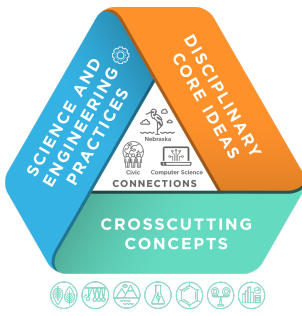 SCIENCE AND
ENGINEERING
PRACTICES
DISCIPLINARY
CORE IDEAS
Nebraska
Civic
Computer Science
CONNECTIONS
CROSSCUTTING
CONCEPTS